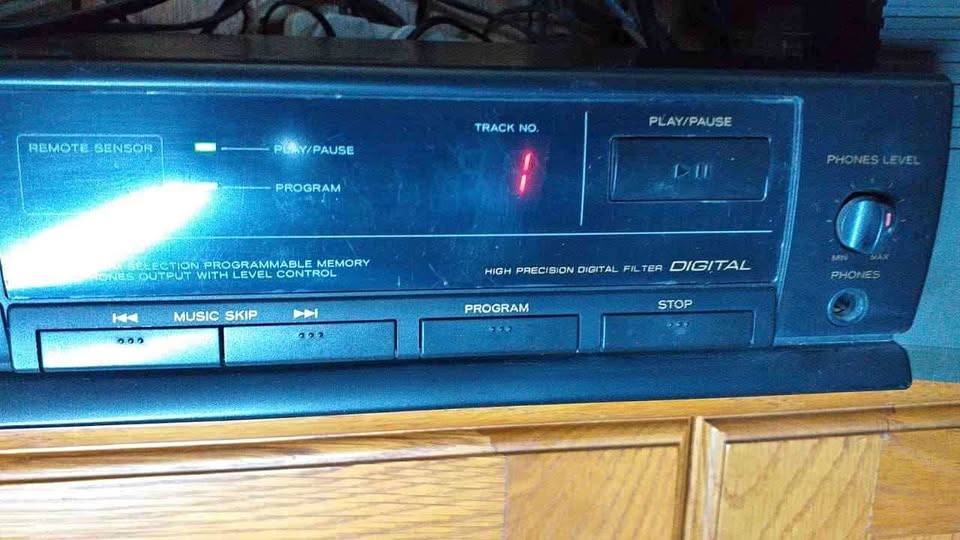 REMOTE SENSOR
PLAY/PAUSE
PROGRAM
TRACK NO.
1
PLAY/PAUSE
PHONES LEVEL
MIN MAX
PHONES
SELECTION PROGRAMMABLE MEMORY
OUTPUT WITH LEVEL CONTROL
HIGH PRECISION DIGITAL FILTER DIGITAL
MUSIC SKIP
PROGRAM
STOP